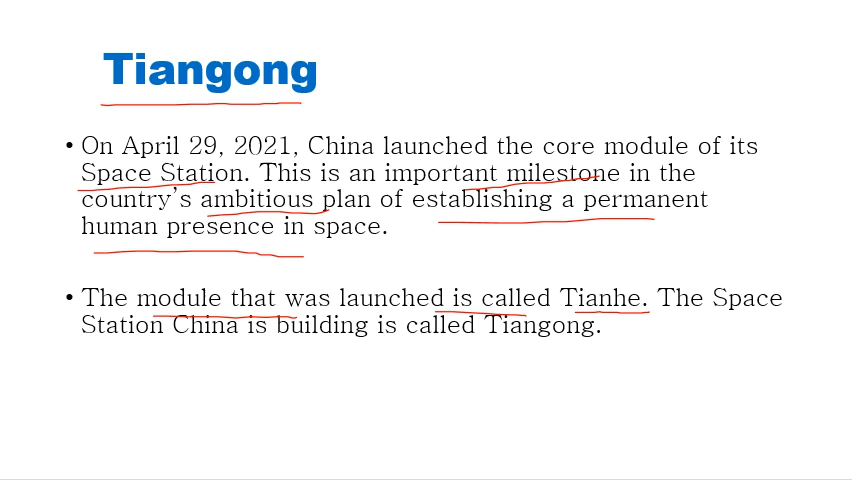 Tiangong
• On April 29, 2021, China launched the core module of its
Space Station. This is an important milestone in the
country's ambitious plan of establishing a permanent
human presence in space.
• The module that was launched is called Tianhe. The Space
Station China is building is called Tiangong.